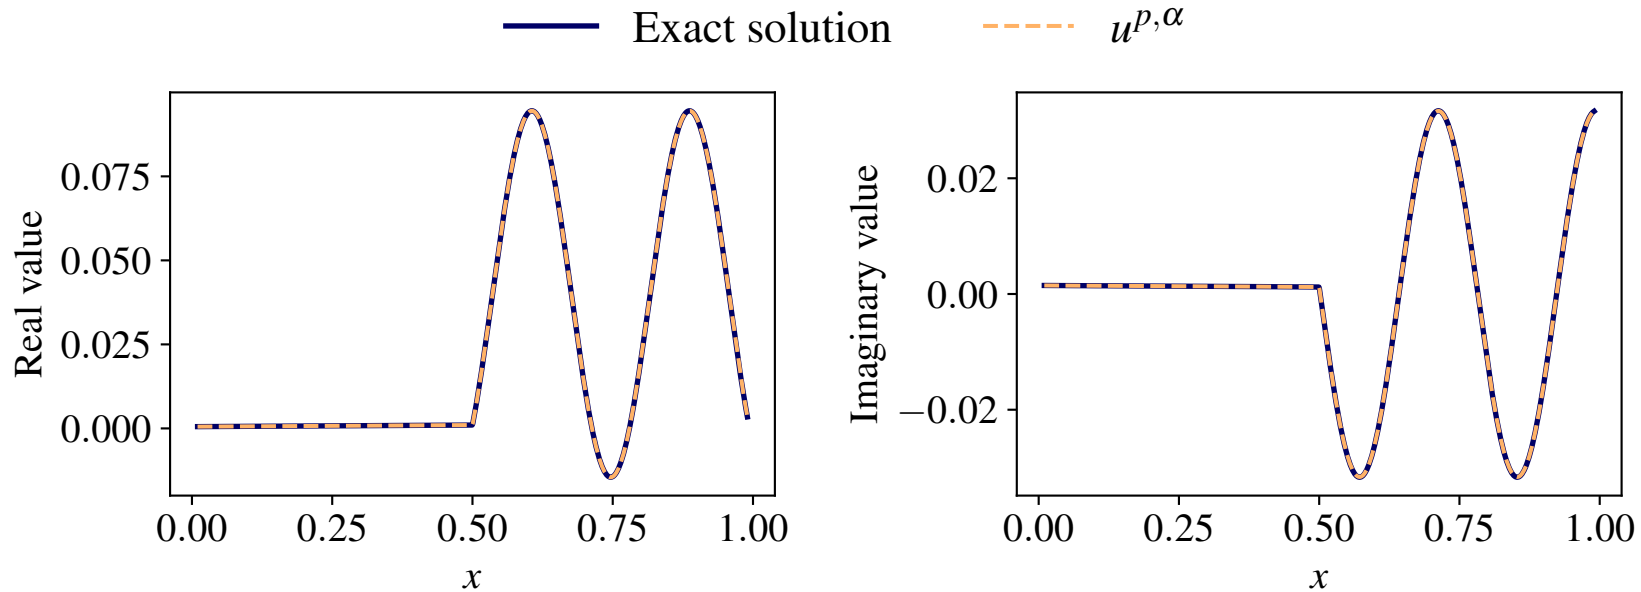 Exact solution
u^{p,α}
Real value
0.075
0.050
0.025
0.000
0.00 0.25 0.50 0.75 1.00
x
Imaginary value
0.02
0.00
−0.02
0.00 0.25 0.50 0.75 1.00
x